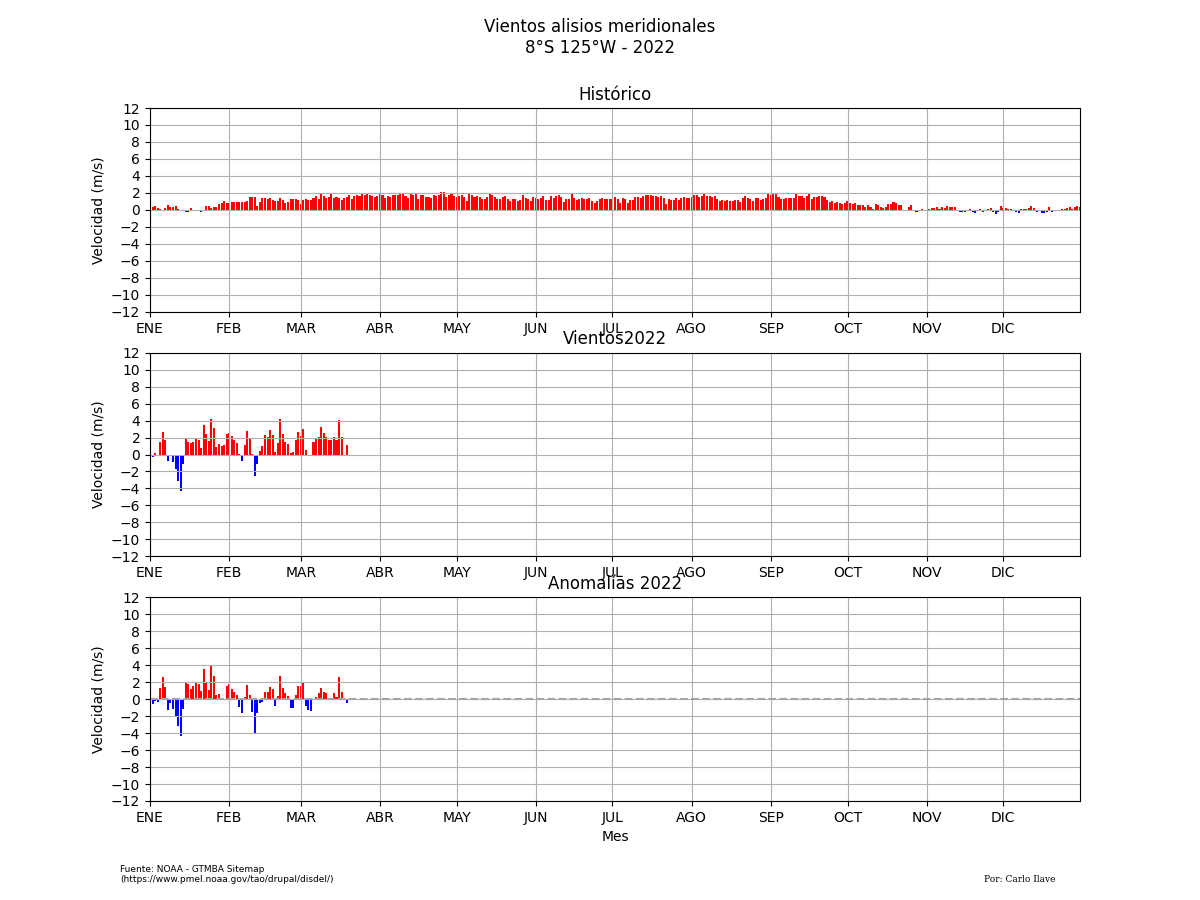 Vientos alisios meridionales
8°S 125°W - 2022
Histórico
12
10
8
6
4
2
0
−2
−4
−6
−8
−10
−12
Velocidad (m/s)
ENE FEB MAR ABR MAY JUN JUL AGO SEP OCT NOV DIC
Vientos2022
12
10
8
6
4
2
0
−2
−4
−6
−8
−10
−12
Velocidad (m/s)
ENE FEB MAR ABR MAY JUN JUL AGO SEP OCT NOV DIC
Anomalías 2022
12
10
8
6
4
2
0
−2
−4
−6
−8
−10
−12
Velocidad (m/s)
ENE FEB MAR ABR MAY JUN JUL AGO SEP OCT NOV DIC
Mes
Fuente: NOAA - GTMBA Sitemap
(https://www.pmel.noaa.gov/tao/drupal/disdel/)
Por: Carlo Ilave